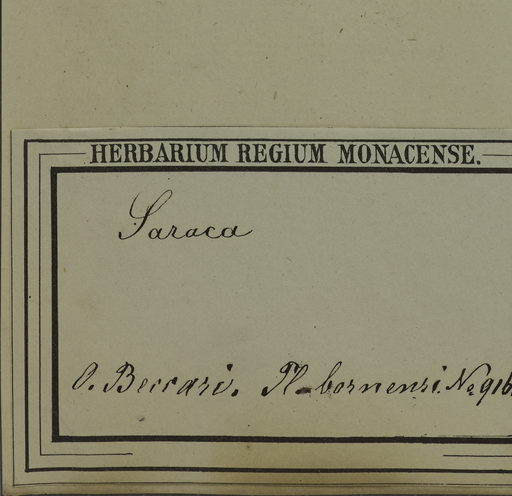 HERBARIUM REGIUM MONACENSE.
Saraca
O. Beccari. Pl. bornensi. No 916